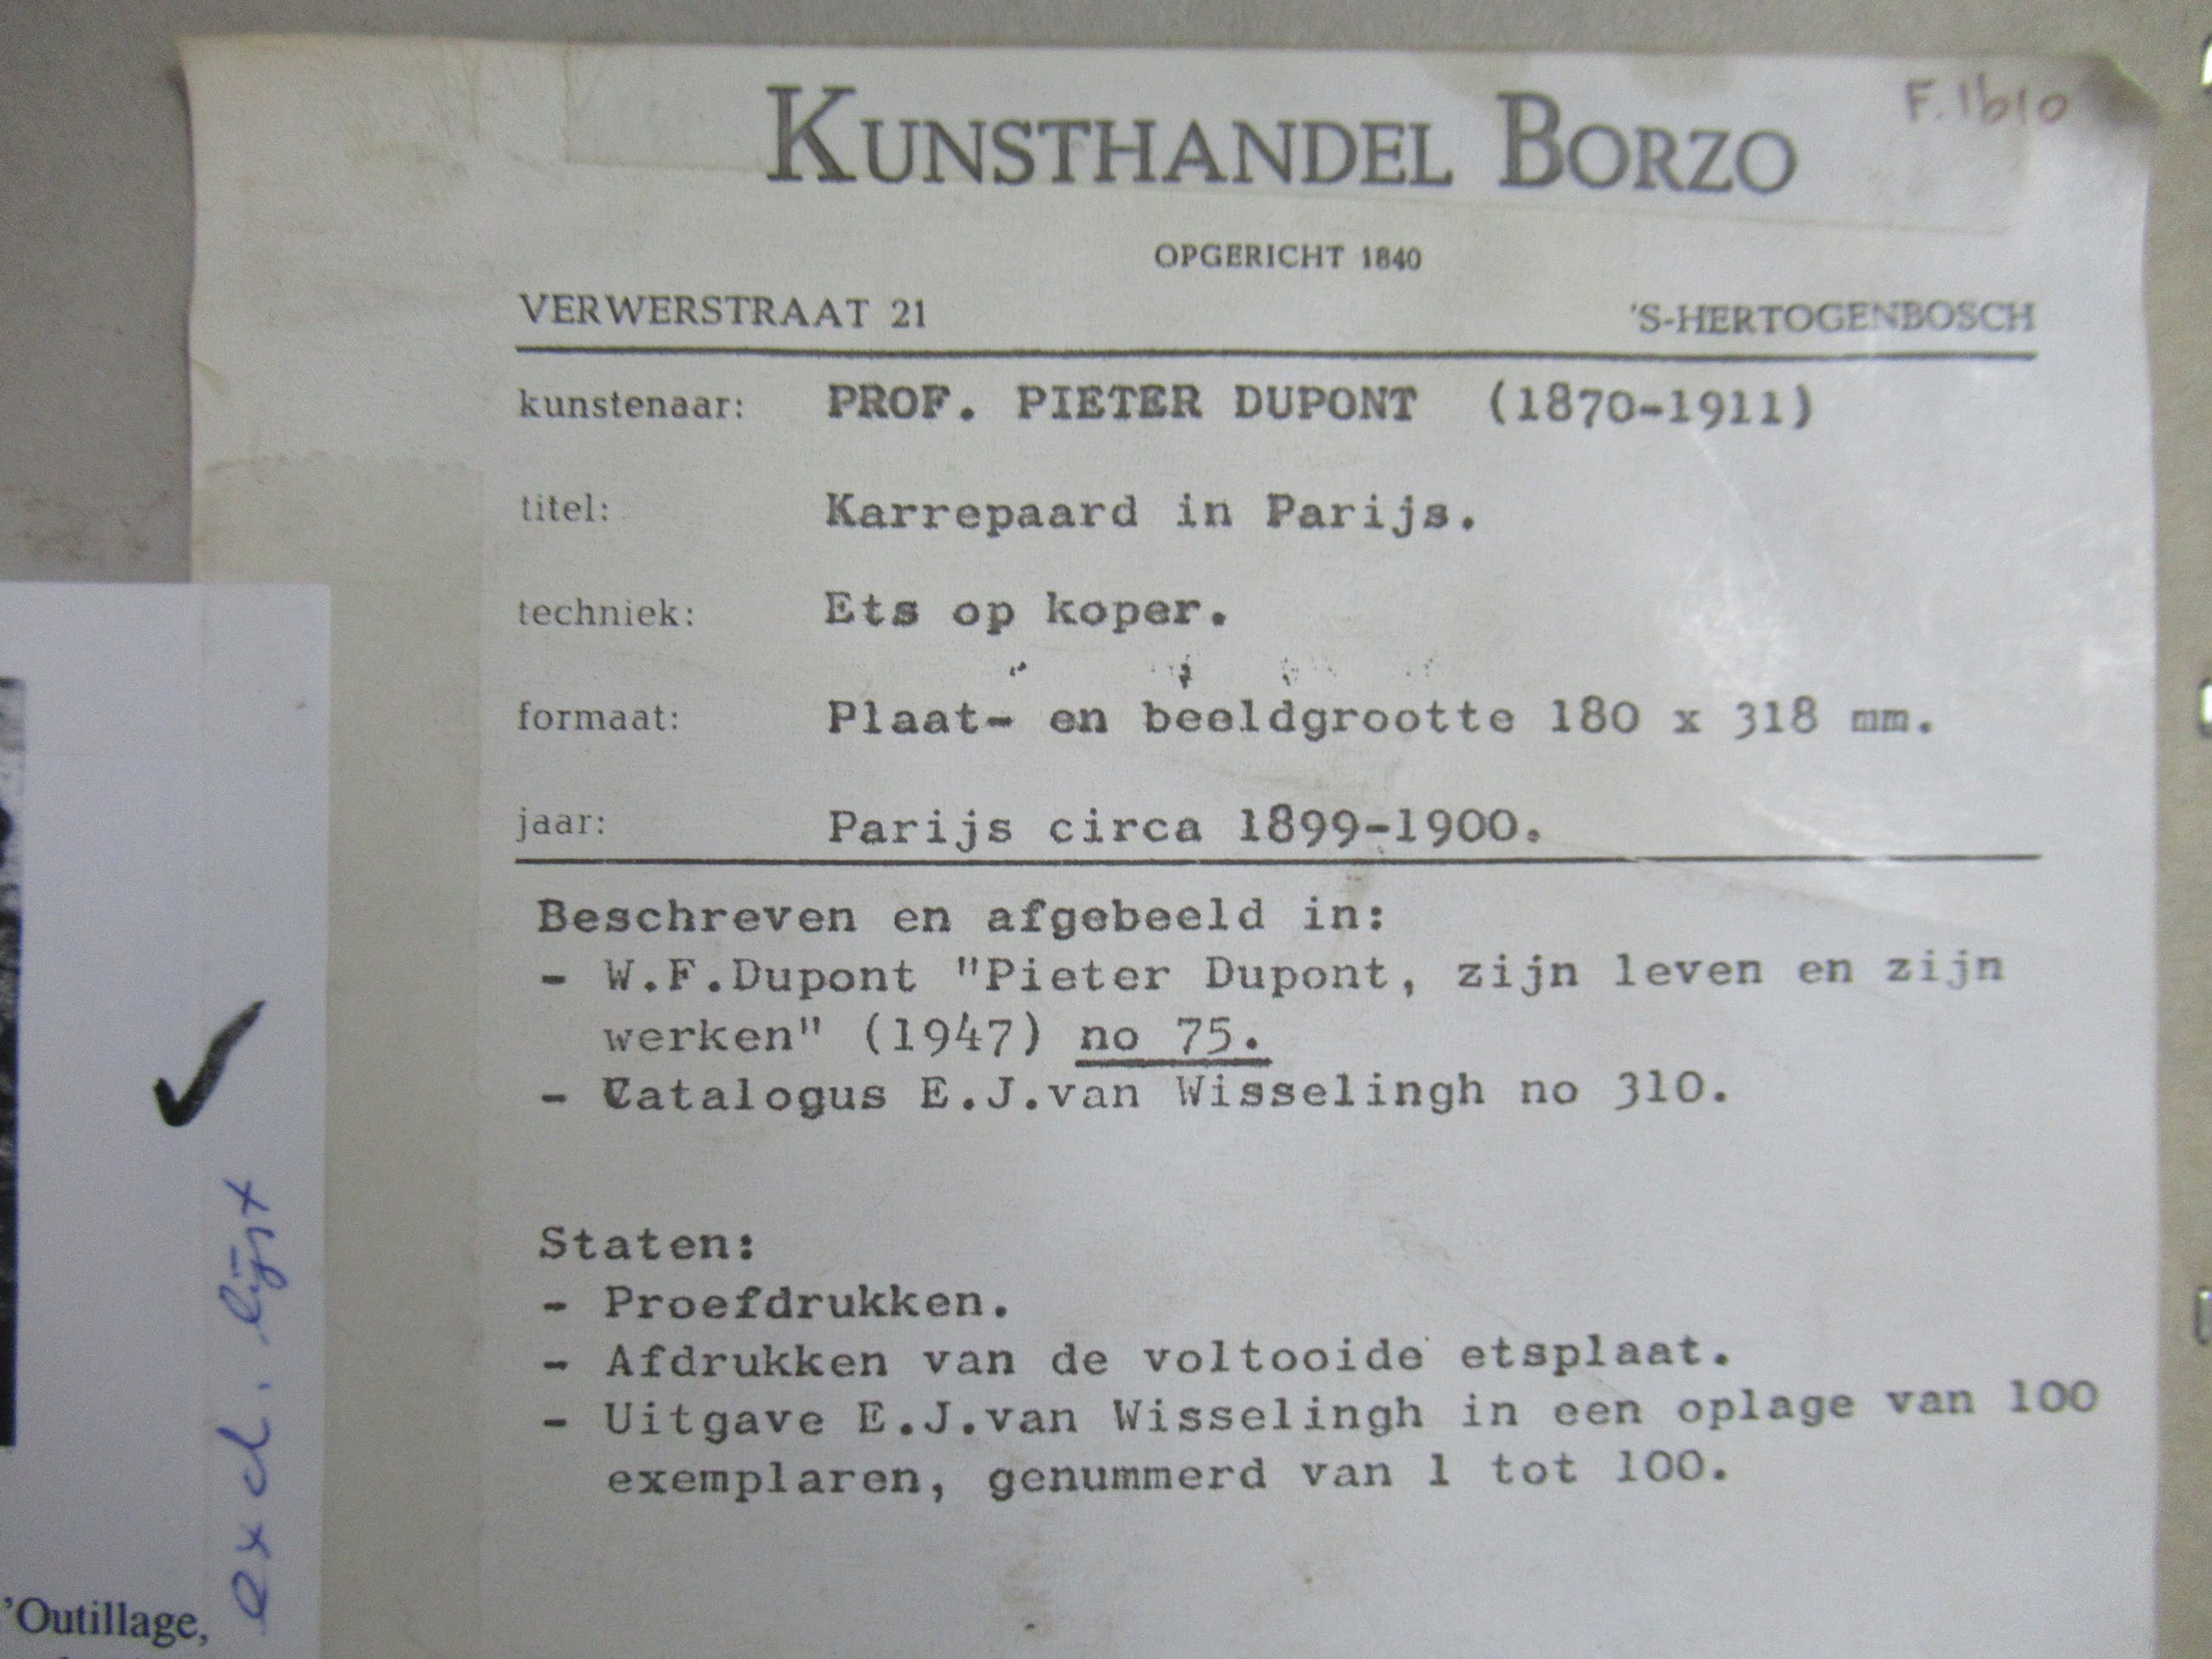 F.1610
KUNSTHANDEL BORZO
OPGERICHT 1840
VERWERSTRAAT 21 'S-HERTOGENBOSCH
kunstenaar: PROF. PIETER DUPONT (1870-1911)
titel: Karrepaard in Parijs.
techniek: Ets op koper.
formaat: Plaat- en beeldgrootte 180 x 318 mm.
jaar: Parijs circa 1899-1900.
Beschreven en afgebeeld in:
- W.F.Dupont "Pieter Dupont, zijn leven en zijn
werken" (1947) no 75.
- Catalogus E.J.van Wisselingh no 310.
Staten:
- Proefdrukken.
- Afdrukken van de voltooide etsplaat.
- Uitgave E.J.van Wisselingh in een oplage van 100
exemplaren, genummerd van 1 tot 100.
excl. lijst
'Outillage,